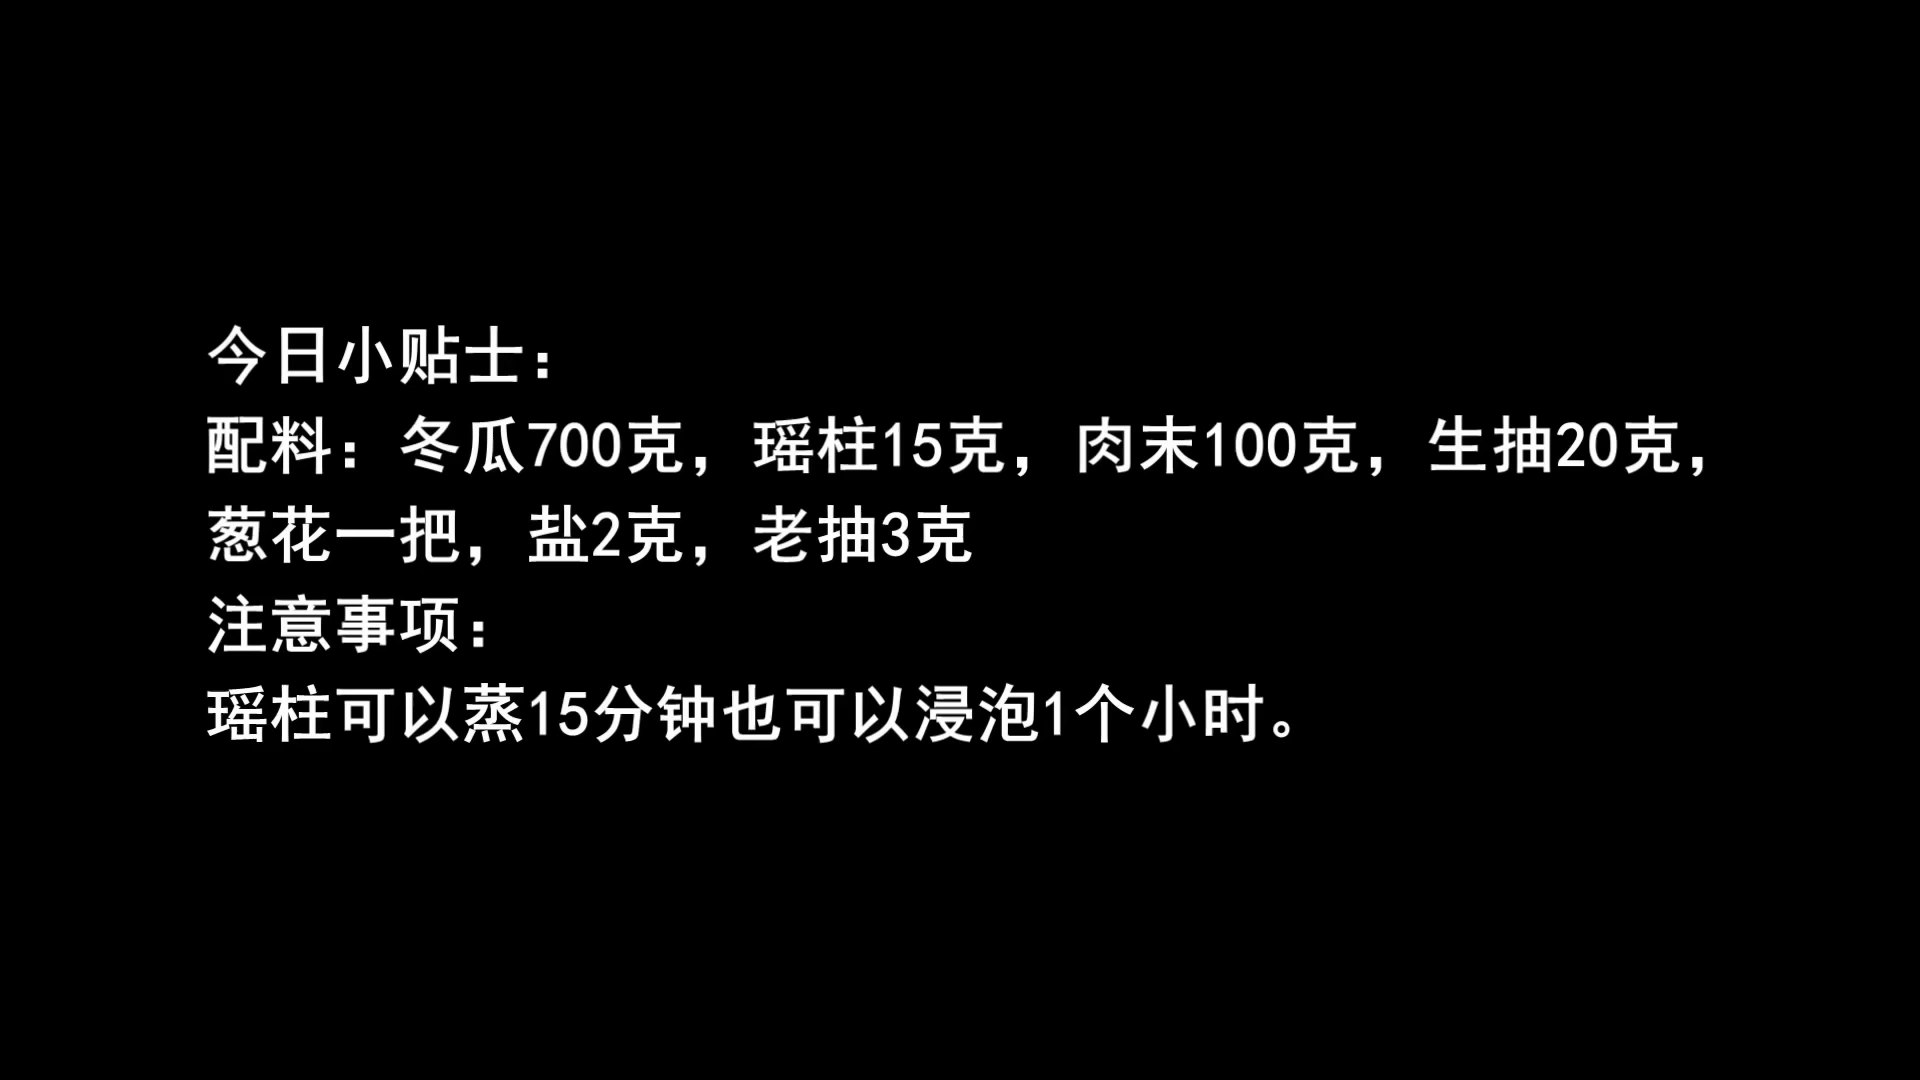 今日小贴士：
配料：冬瓜700克，瑶柱15克，肉末100克，生抽20克，
葱花一把，盐2克，老抽3克
注意事项：
瑶柱可以蒸15分钟也可以浸泡1个小时。